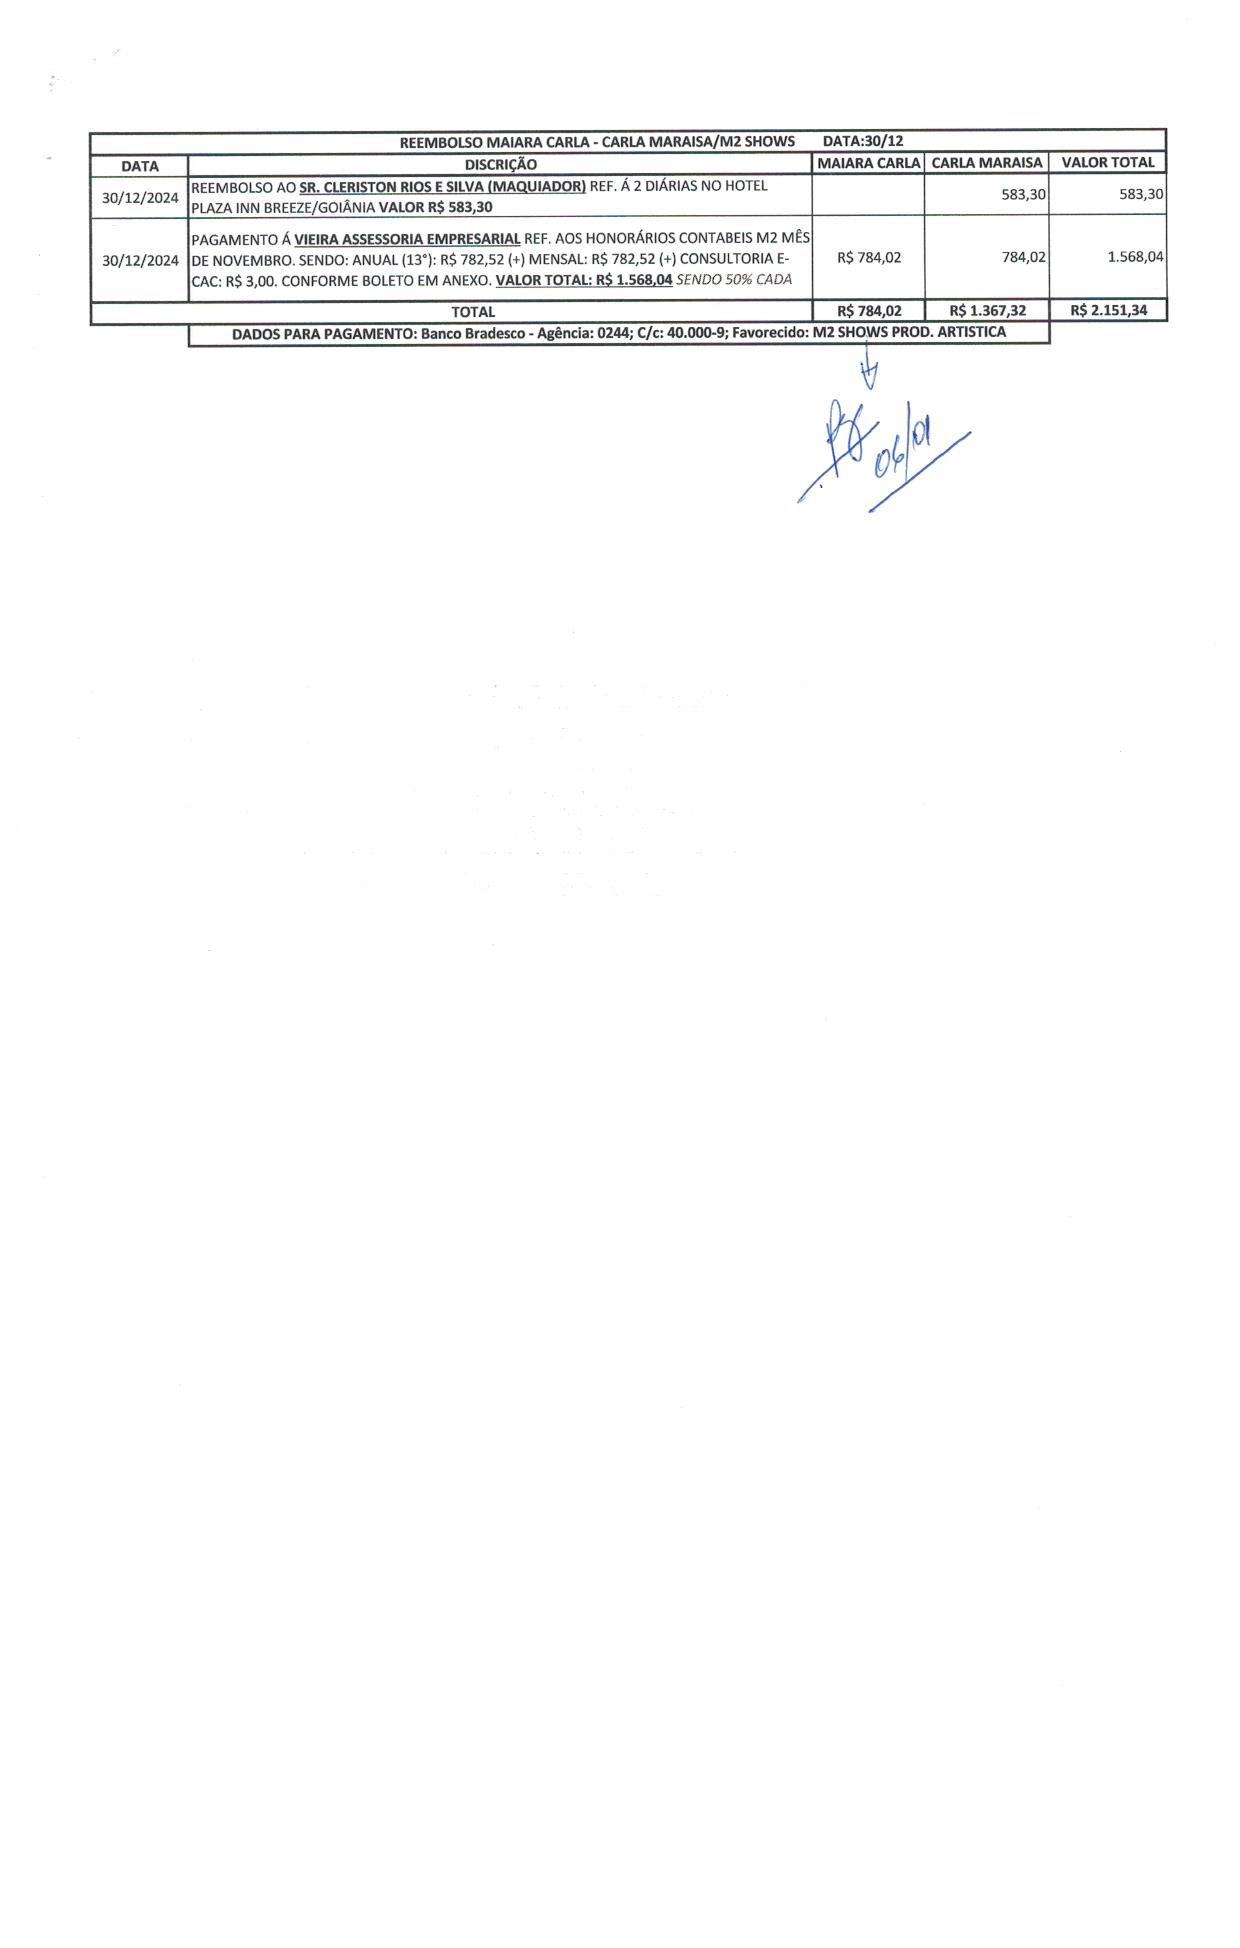 REEMBOLSO MAIARA CARLA - CARLA MARAISA/M2 SHOWS DATA:30/12
DATA DISCRIÇÃO MAIARA CARLA CARLA MARAISA VALOR TOTAL
30/12/2024 REEMBOLSO AO SR. CLERISTON RIOS E SILVA (MAQUIADOR) REF. Á 2 DIÁRIAS NO HOTEL 583,30 583,30
PLAZA INN BREEZE/GOIÂNIA VALOR R$ 583,30
PAGAMENTO Á VIEIRA ASSESSORIA EMPRESARIAL REF. AOS HONORÁRIOS CONTABEIS M2 MÊS
30/12/2024 DE NOVEMBRO. SENDO: ANUAL (13°): R$ 782,52 (+) MENSAL: R$ 782,52 (+) CONSULTORIA E- R$ 784,02 784,02 1.568,04
CAC: R$ 3,00. CONFORME BOLETO EM ANEXO. VALOR TOTAL: R$ 1.568,04 SENDO 50% CADA
TOTAL R$ 784,02 R$ 1.367,32 R$ 2.151,34
DADOS PARA PAGAMENTO: Banco Bradesco - Agência: 0244; C/c: 40.000-9; Favorecido: M2 SHOWS PROD. ARTISTICA
06/01